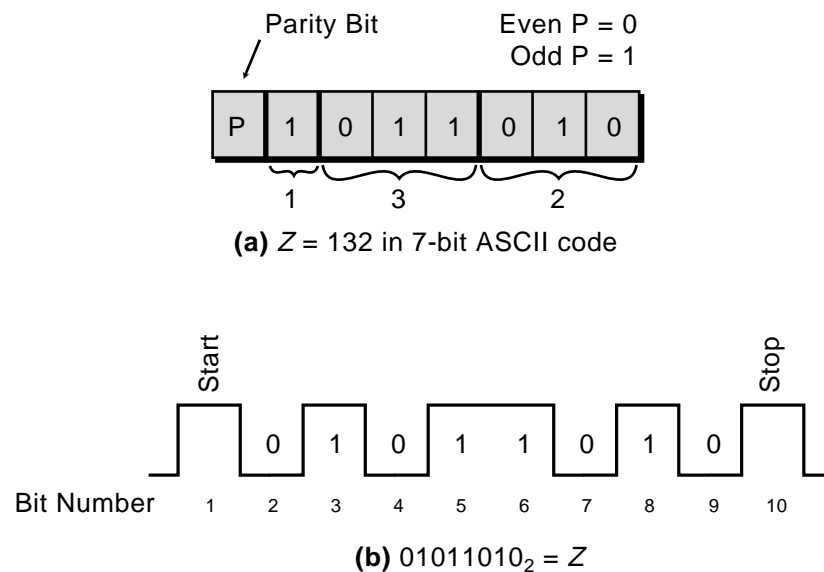 Parity Bit
Even P = 0
Odd P = 1
P 1 0 1 1 0 1 0
1 3 2
(a) Z = 132 in 7-bit ASCII code
Start Stop
0 1 0 1 1 0 1 0
Bit Number 1 2 3 4 5 6 7 8 9 10
(b) 01011010₂ = Z